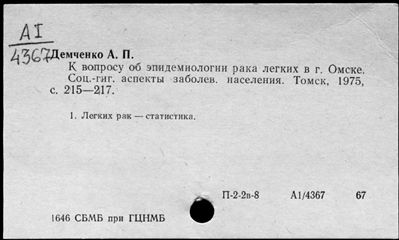 AI
4367
Демченко А. П.
К вопросу об эпидемиологии рака легких в г. Омске.
Соц.-гиг. аспекты заболев. населения. Томск, 1975,
с. 215—217.
1. Легких рак — статистика.
П-2-2в-8 А1/4367 67
1646 СБМБ при ГЦНМБ